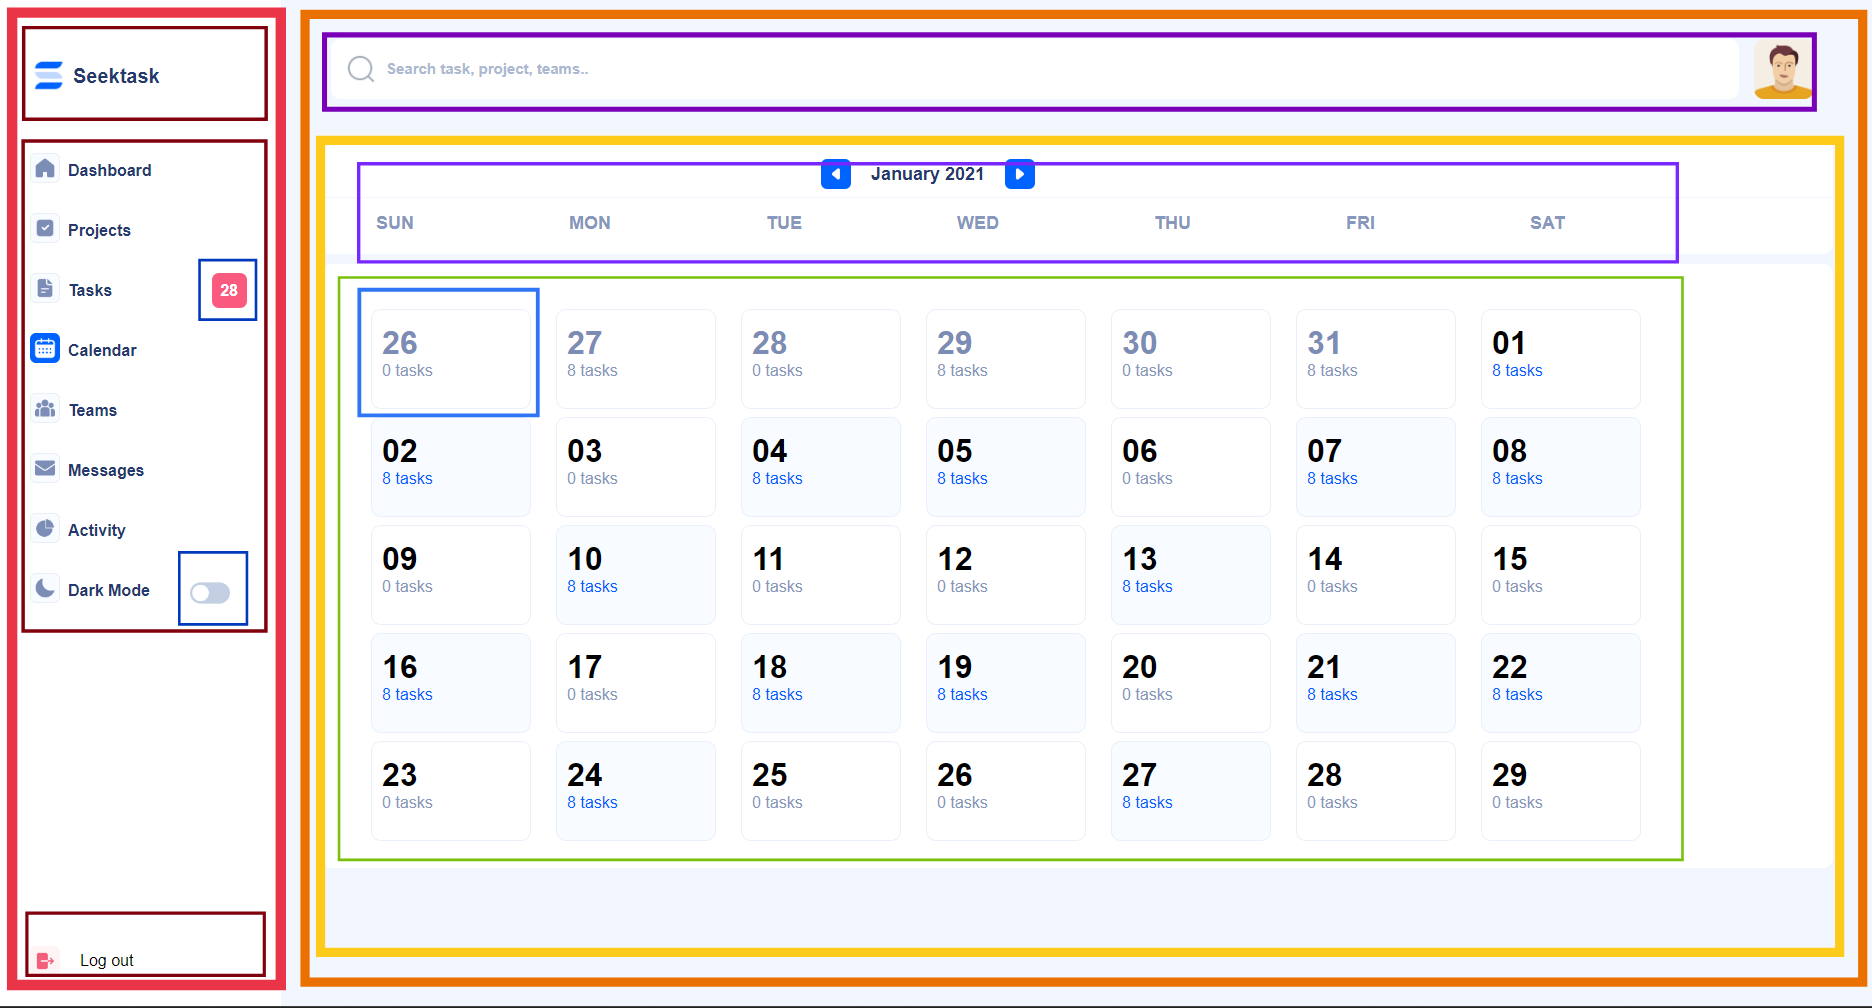 Seektask
Dashboard
Projects
Tasks 28
Calendar
Teams
Messages
Activity
Dark Mode
Log out
Search task, project, teams..
January 2021
SUN MON TUE WED THU FRI SAT
26 27 28 29 30 31 01
0 tasks 8 tasks 0 tasks 8 tasks 0 tasks 8 tasks 8 tasks
02 03 04 05 06 07 08
8 tasks 0 tasks 8 tasks 8 tasks 0 tasks 8 tasks 8 tasks
09 10 11 12 13 14 15
0 tasks 8 tasks 0 tasks 0 tasks 8 tasks 0 tasks 0 tasks
16 17 18 19 20 21 22
8 tasks 0 tasks 8 tasks 8 tasks 0 tasks 8 tasks 8 tasks
23 24 25 26 27 28 29
0 tasks 8 tasks 0 tasks 0 tasks 8 tasks 0 tasks 0 tasks